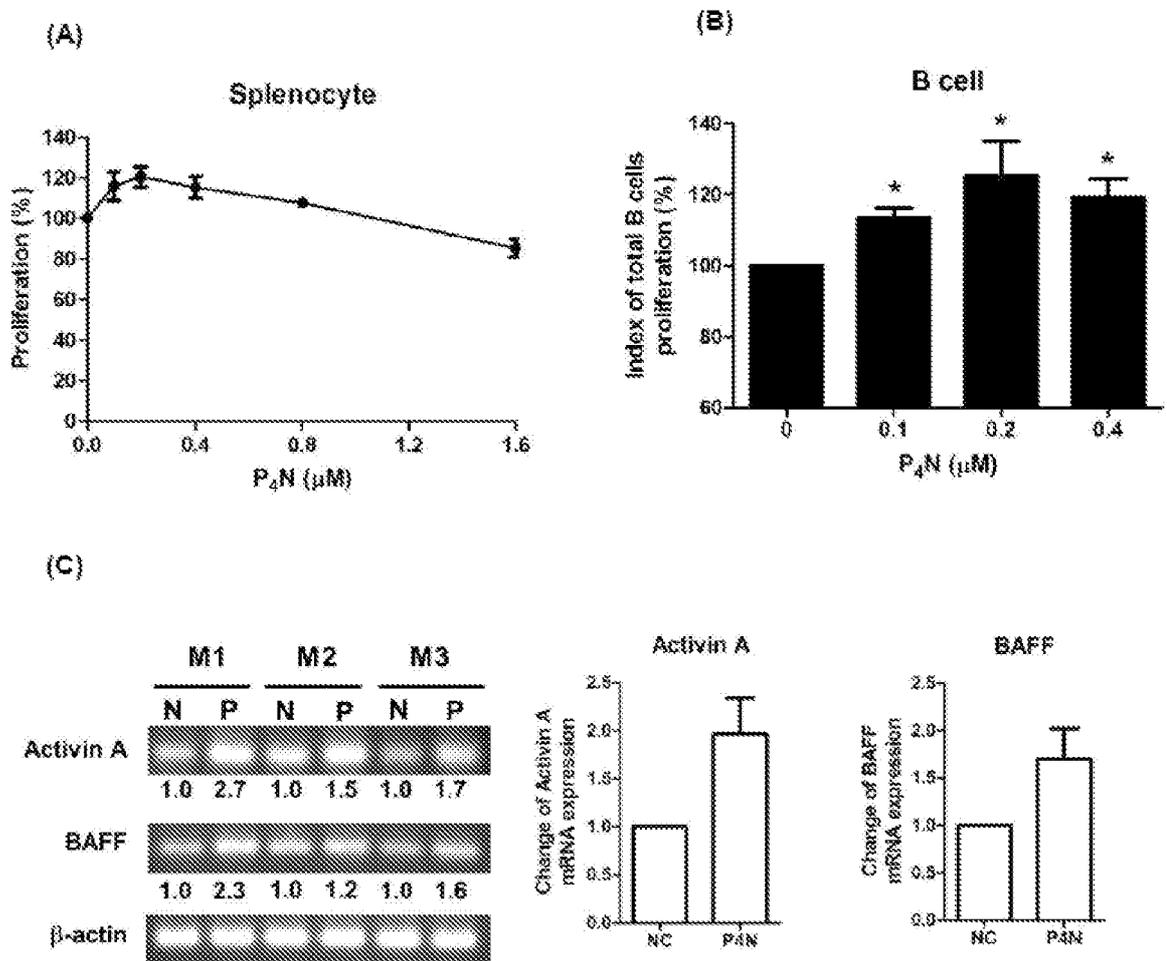 (A)
Splenocyte
Proliferation (%)
140
120
100
80
60
40
20
0
0.0 0.4 0.8 1.2 1.6
P₄N (μM)
(B)
B cell
Index of total B cells
proliferation (%)
140
120
100
80
60
* * *
0 0.1 0.2 0.4
P₄N (μM)
(C)
M1 M2 M3
N P N P N P
Activin A
1.0 2.7 1.0 1.5 1.0 1.7
BAFF
1.0 2.3 1.0 1.2 1.0 1.6
β-actin
Activin A
Change of Activin A
mRNA expression
2.5
2.0
1.5
1.0
0.5
0.0
NC P4N
BAFF
Change of BAFF
mRNA expression
2.5
2.0
1.5
1.0
0.5
0.0
NC P4N